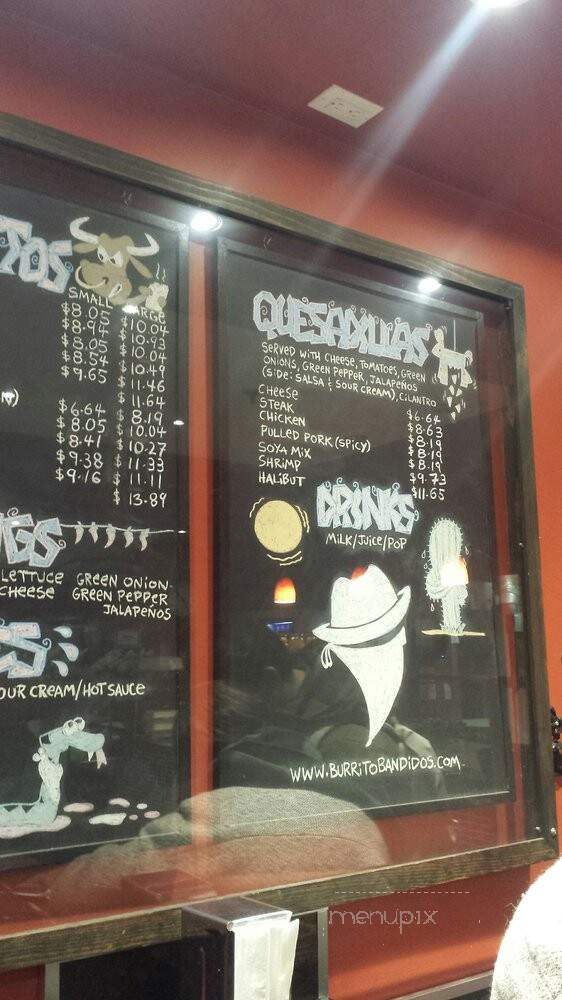 TOS
SMALL LARGE
$8.05 $10.04
$8.94 $10.93
$8.05 $10.04
$8.54 $10.49
$9.65 $11.46
$11.64
$6.64 $8.19
$8.05 $10.04
$8.41 $10.27
$9.38 $11.33
$9.16 $11.11
$13.89
NGS
LETTUCE GREEN ONION
CHEESE GREEN PEPPER
JALAPEÑOS
ES
OUR CREAM/HOT SAUCE
QUESADILLAS
SERVED WITH CHEESE, TOMATOES, GREEN
ONIONS, GREEN PEPPER, JALAPEÑOS
(SIDE: SALSA & SOUR CREAM), CILANTRO
CHEESE $6.64
STEAK $8.63
CHICKEN $8.19
PULLED PORK (SPICY) $8.19
SOYA MIX $8.19
SHRIMP $9.73
HALIBUT $11.65
DRINKS
MILK/JUICE/POP
WWW.BURRITOBANDIDOS.COM
menupix